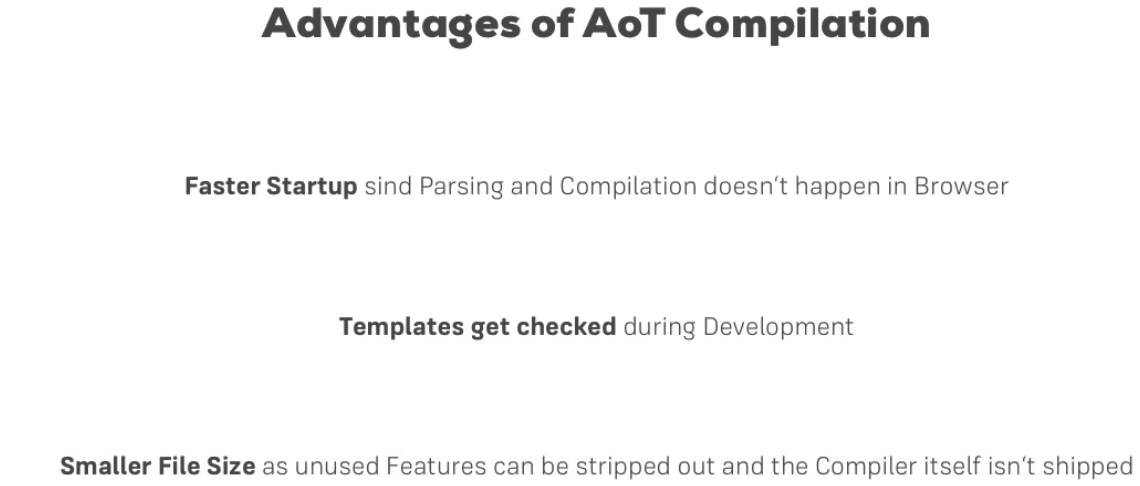 Advantages of AoT Compilation
Faster Startup sind Parsing and Compilation doesn't happen in Browser
Templates get checked during Development
Smaller File Size as unused Features can be stripped out and the Compiler itself isn't shipped